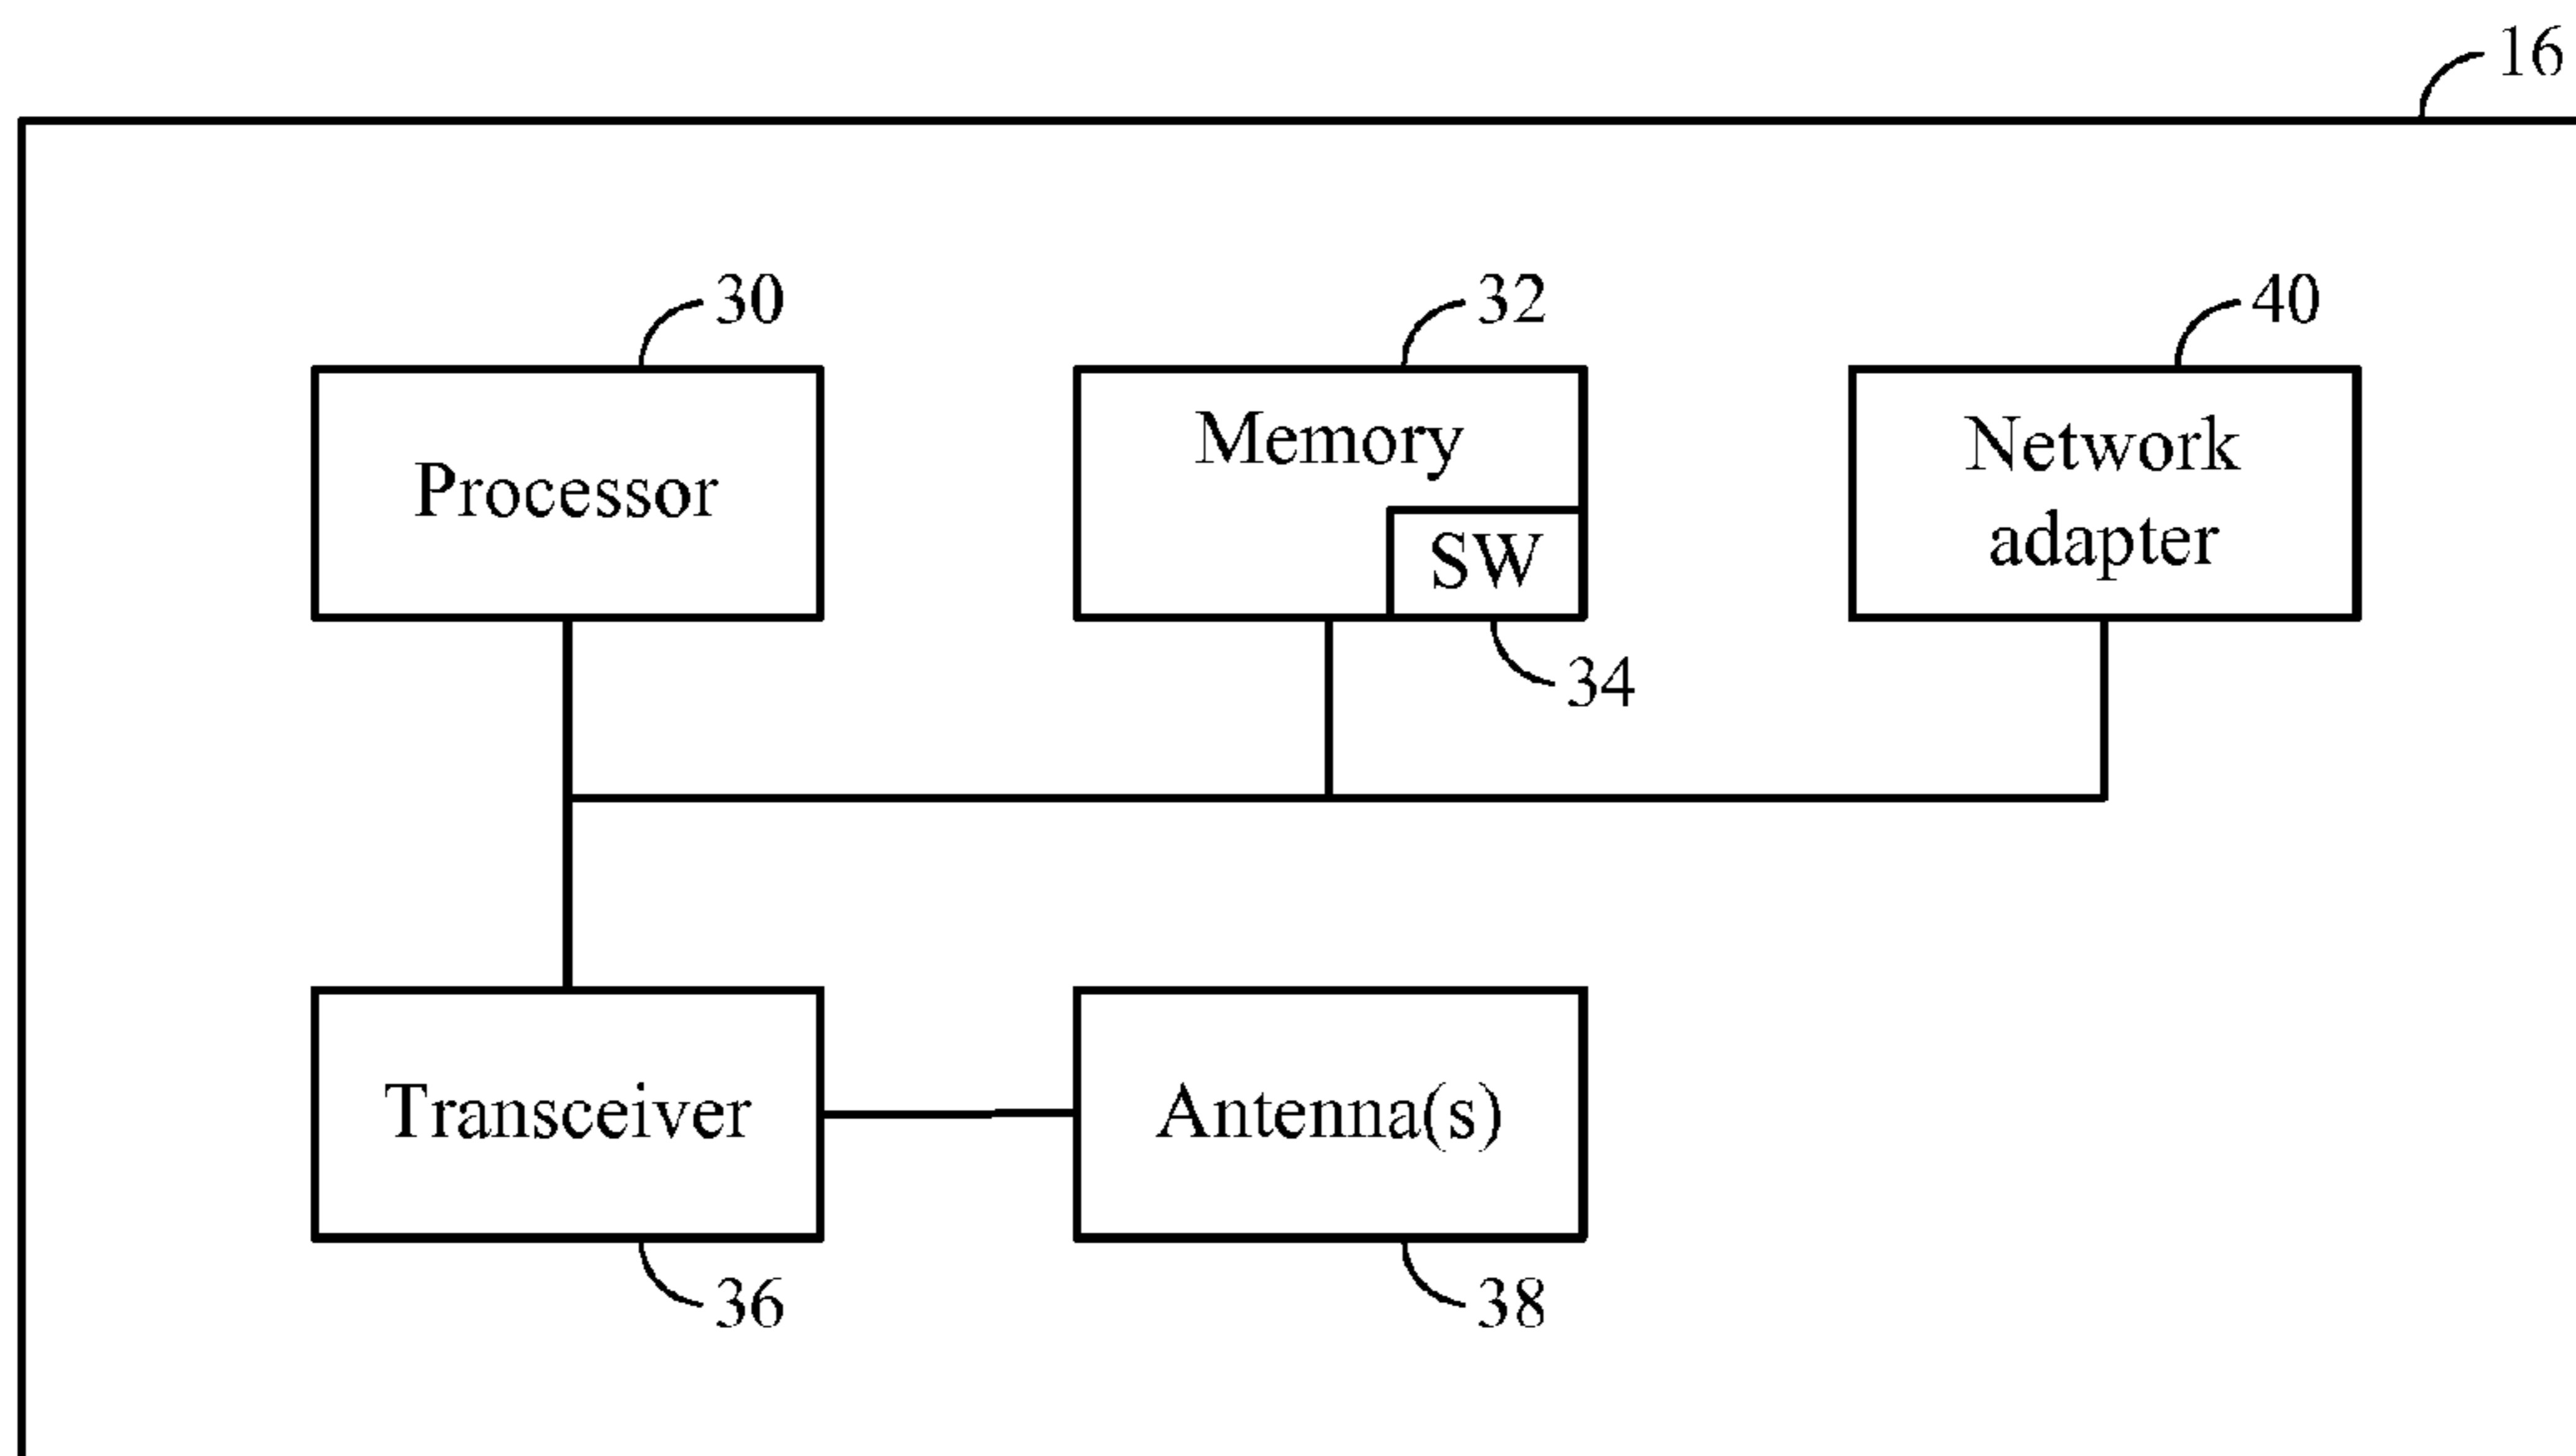 16
30
32
40
Processor
Memory
SW
Network
adapter
34
Transceiver
Antenna(s)
36
38